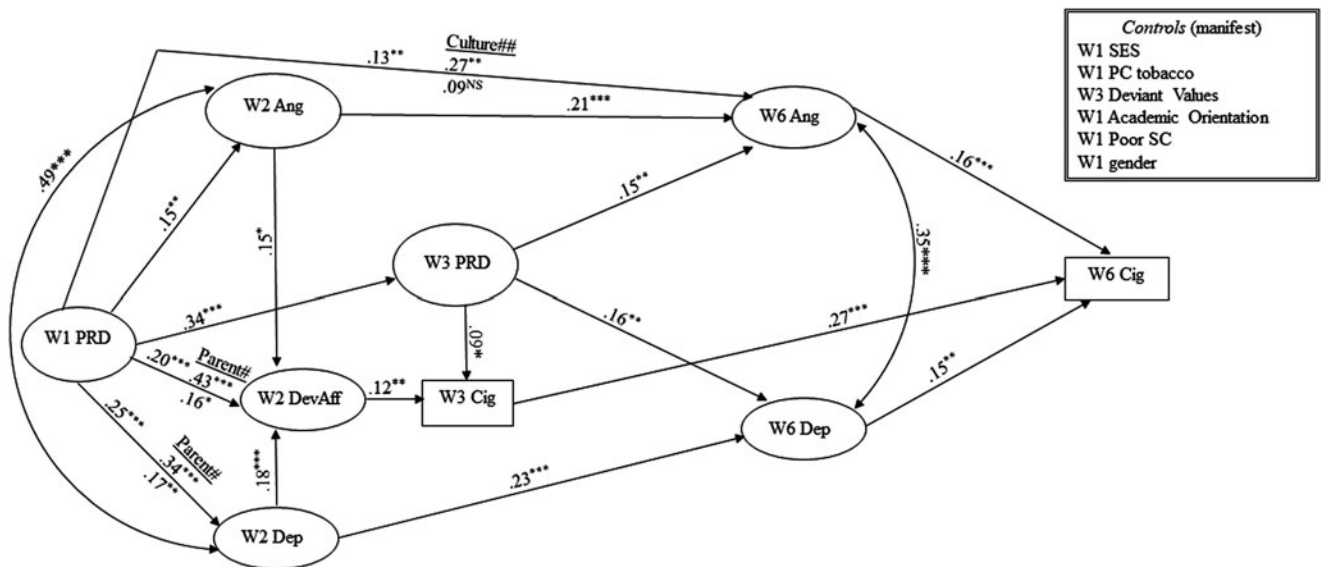 Controls (manifest)
W1 SES
W1 PC tobacco
W3 Deviant Values
W1 Academic Orientation
W1 Poor SC
W1 gender
Culture##
.13**
.27**
.09NS
W2 Ang
.21***
W6 Ang
.49***
.15**
.15*
.15**
.16***
W3 PRD
.35***
W6 Cig
W1 PRD
.34***
.16**
.27***
.09*
.20***
Parent#
.43***
.16*
W2 DevAff
.12**
W3 Cig
.15**
W6 Dep
.25***
Parent#
.34***
.17**
.18***
.23***
W2 Dep